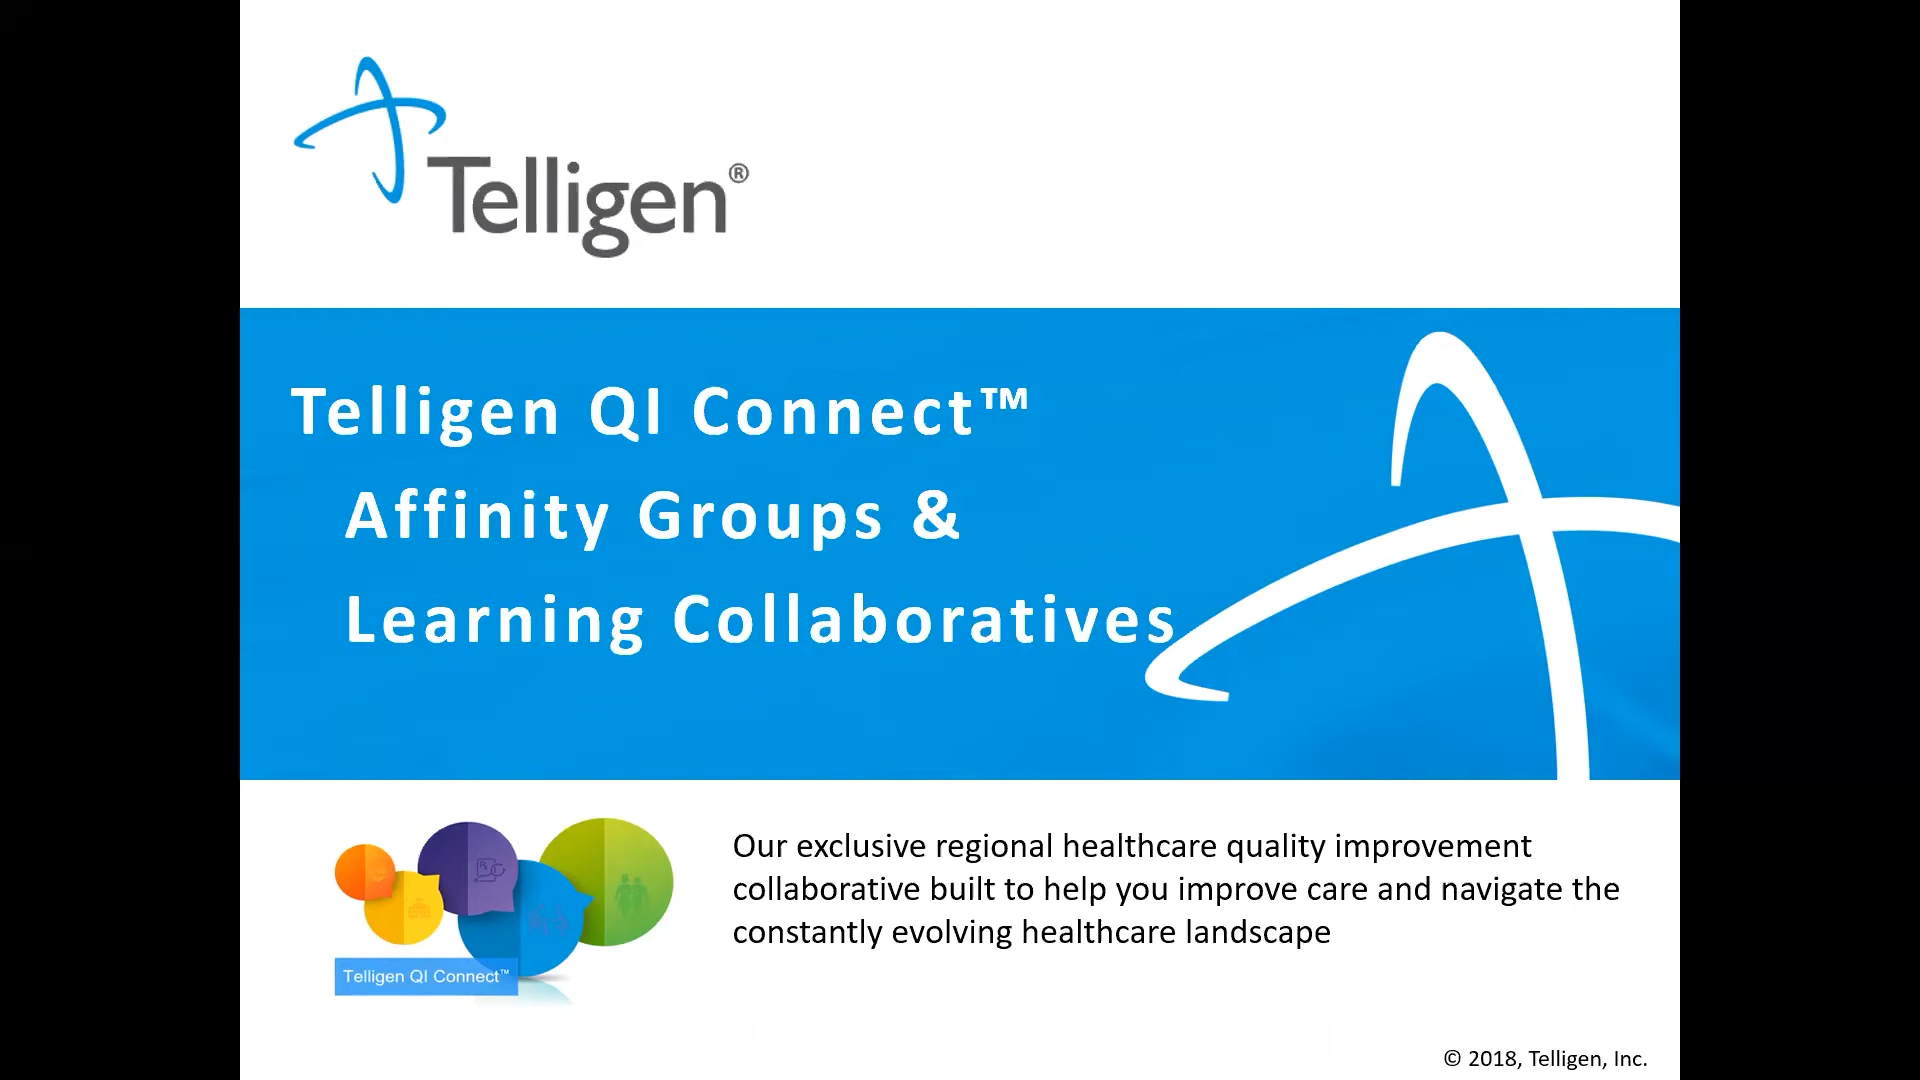 Telligen®
Telligen QI Connect™
Affinity Groups &
Learning Collaboratives
Our exclusive regional healthcare quality improvement
collaborative built to help you improve care and navigate the
constantly evolving healthcare landscape
Telligen QI Connect™
© 2018, Telligen, Inc.